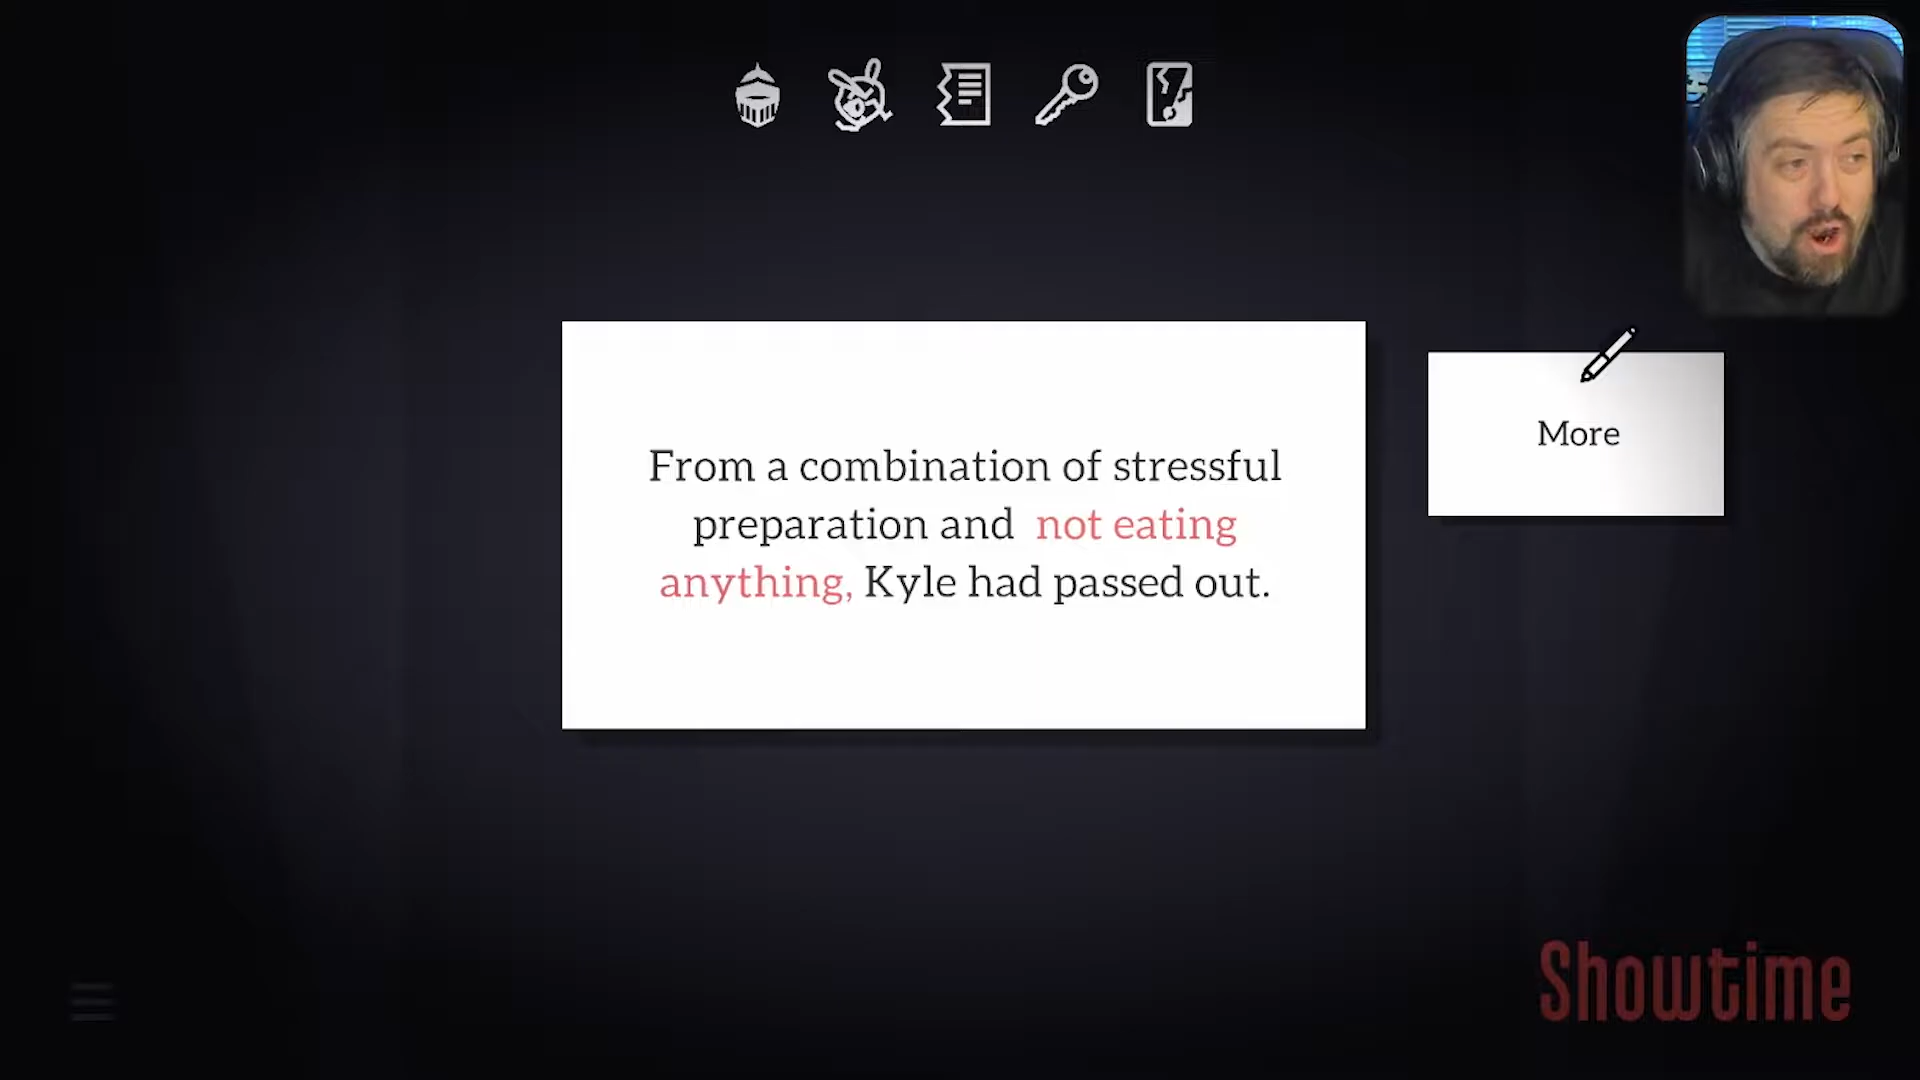 From a combination of stressful
preparation and not eating
anything, Kyle had passed out.
More
Showtime